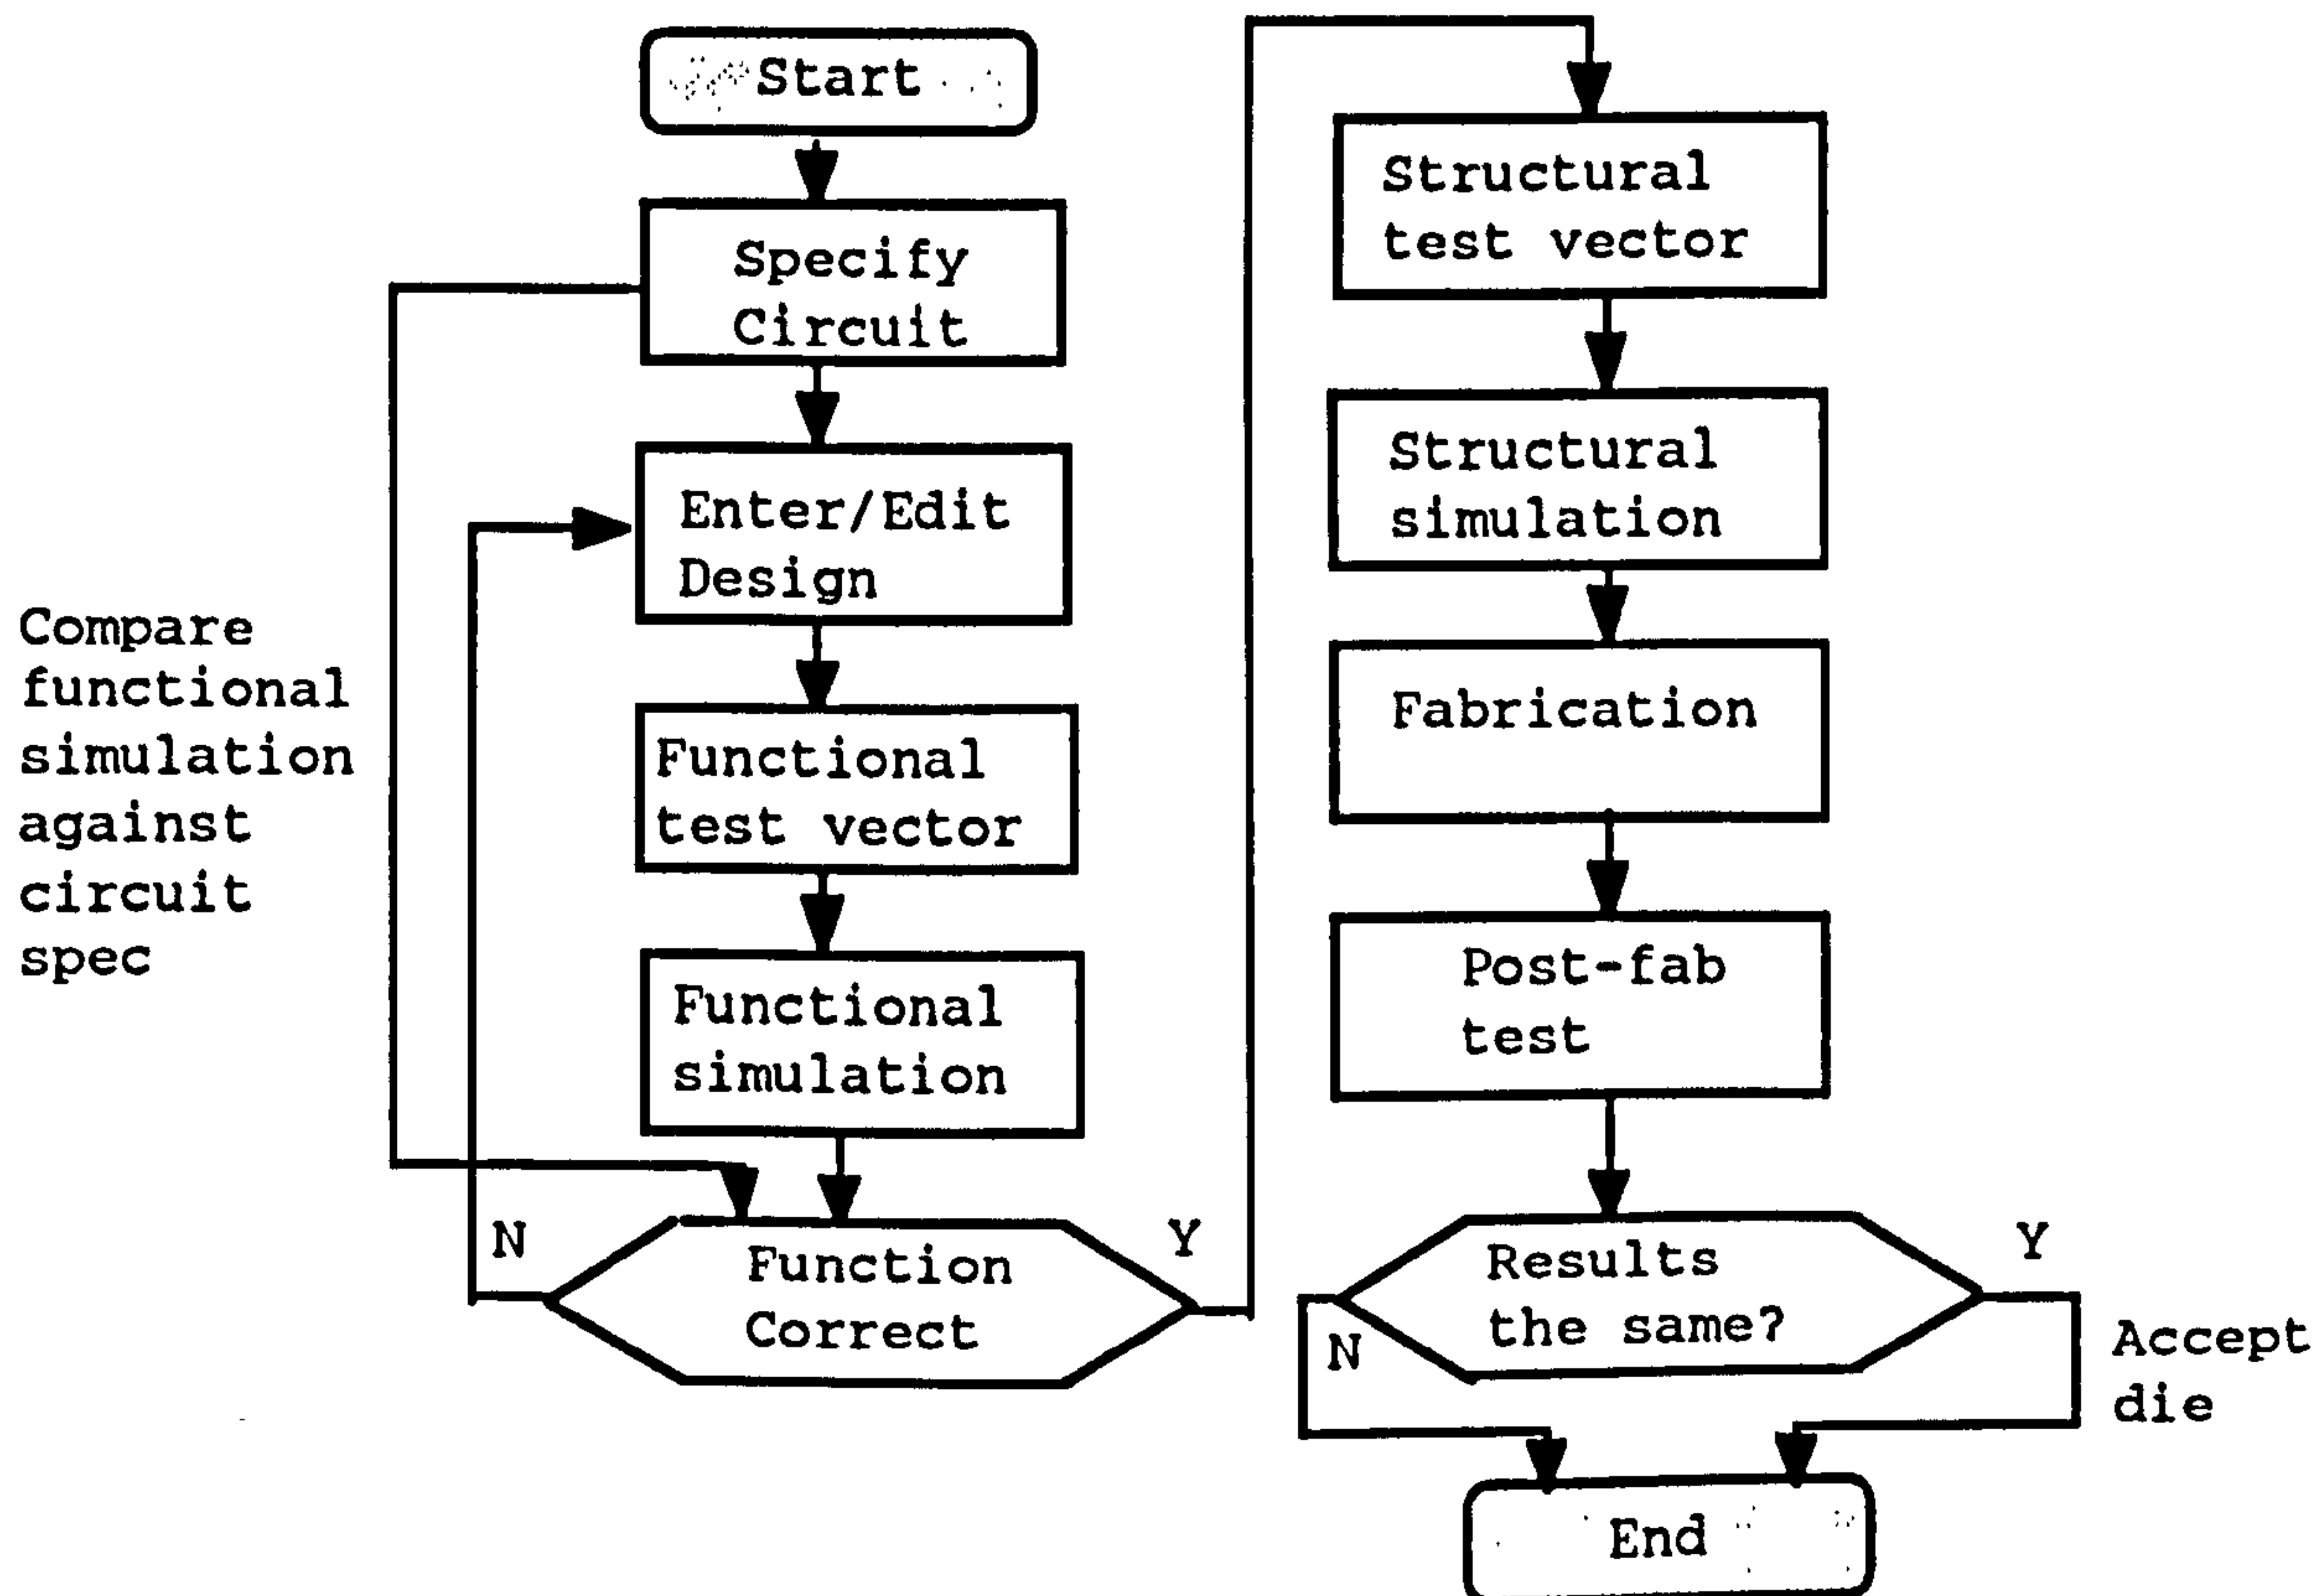 Start
Specify
Circuit
Enter/Edit
Design
Compare
functional
simulation
against
circuit
spec
Functional
test vector
Functional
simulation
N
Y
Function
Correct
Structural
test vector
Structural
simulation
Fabrication
Post-fab
test
Results
the same?
Y
N
Accept
die
End